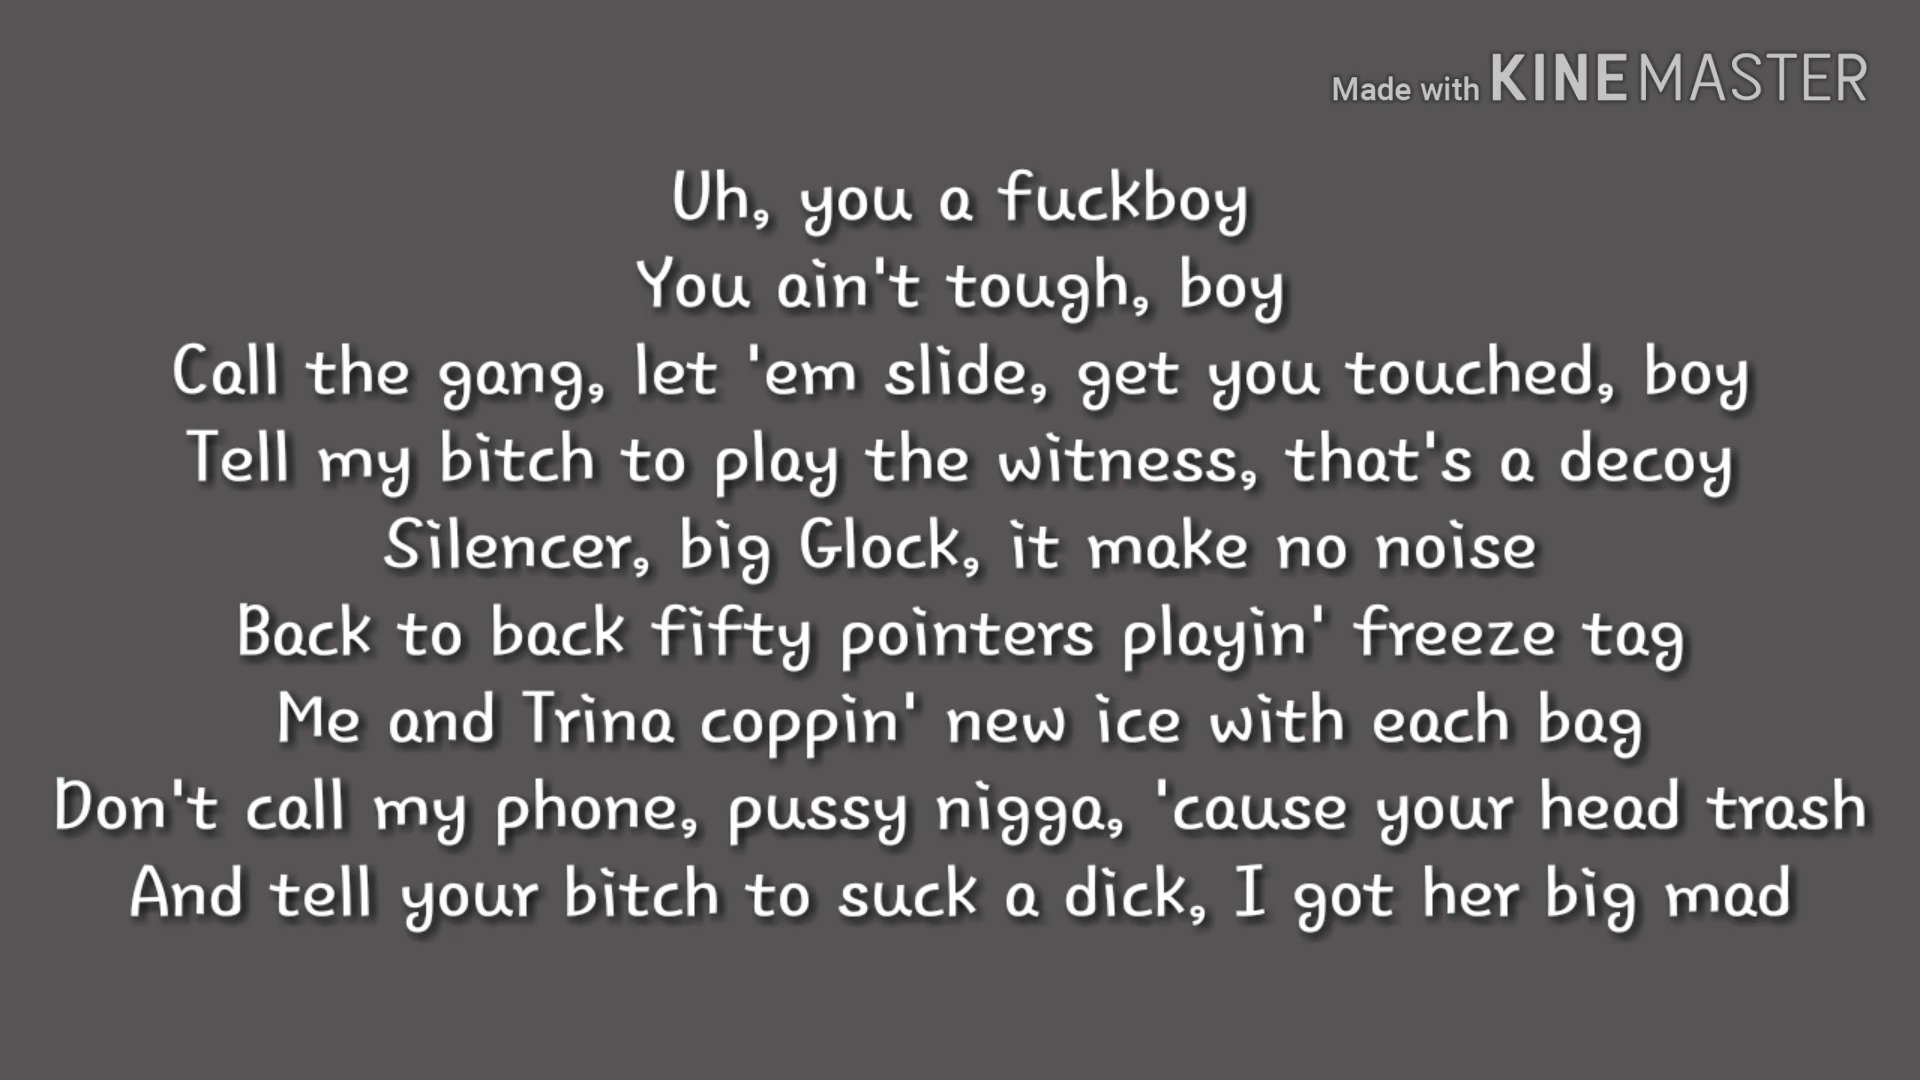 Made with KINEMASTER
Uh, you a fuckboy
You ain't tough, boy
Call the gang, let 'em slide, get you touched, boy
Tell my bitch to play the witness, that's a decoy
Silencer, big Glock, it make no noise
Back to back fifty pointers playin' freeze tag
Me and Trina coppin' new ice with each bag
Don't call my phone, pussy nigga, 'cause your head trash
And tell your bitch to suck a dick, I got her big mad